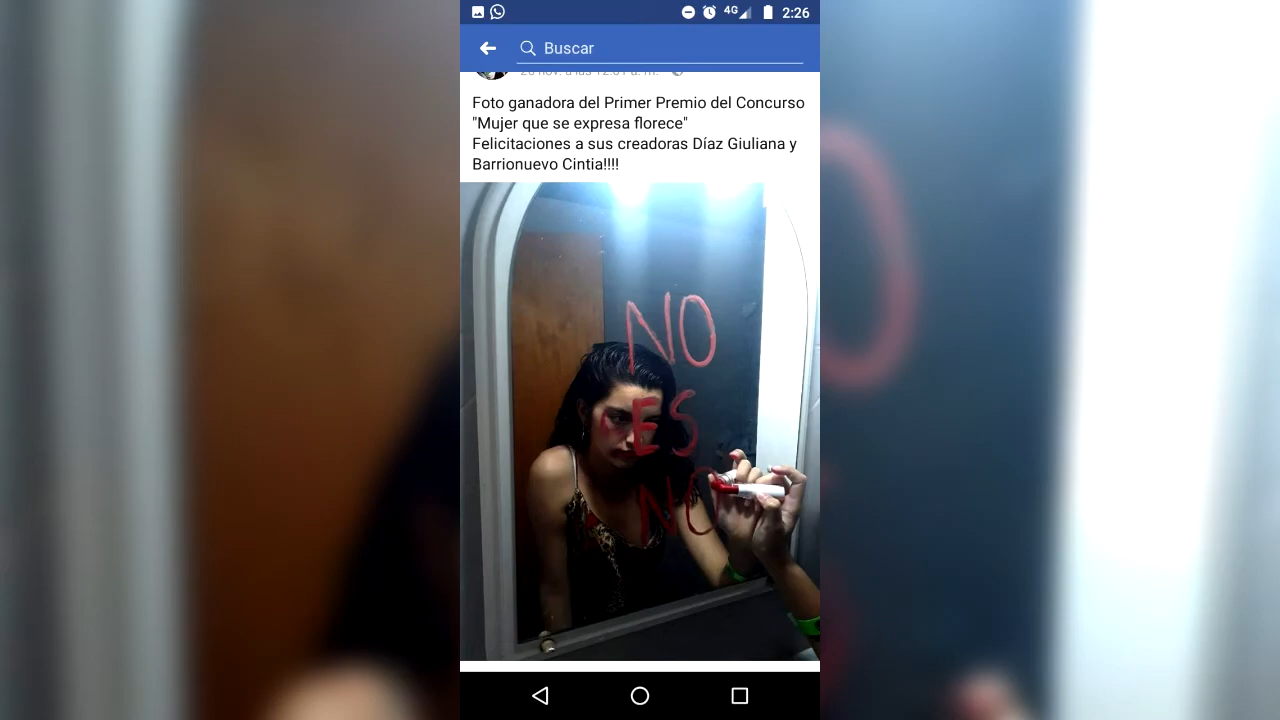 4G 2:26
Buscar
Foto ganadora del Primer Premio del Concurso
"Mujer que se expresa florece"
Felicitaciones a sus creadoras Díaz Giuliana y
Barrionuevo Cintia!!!!
NO
ES
NO